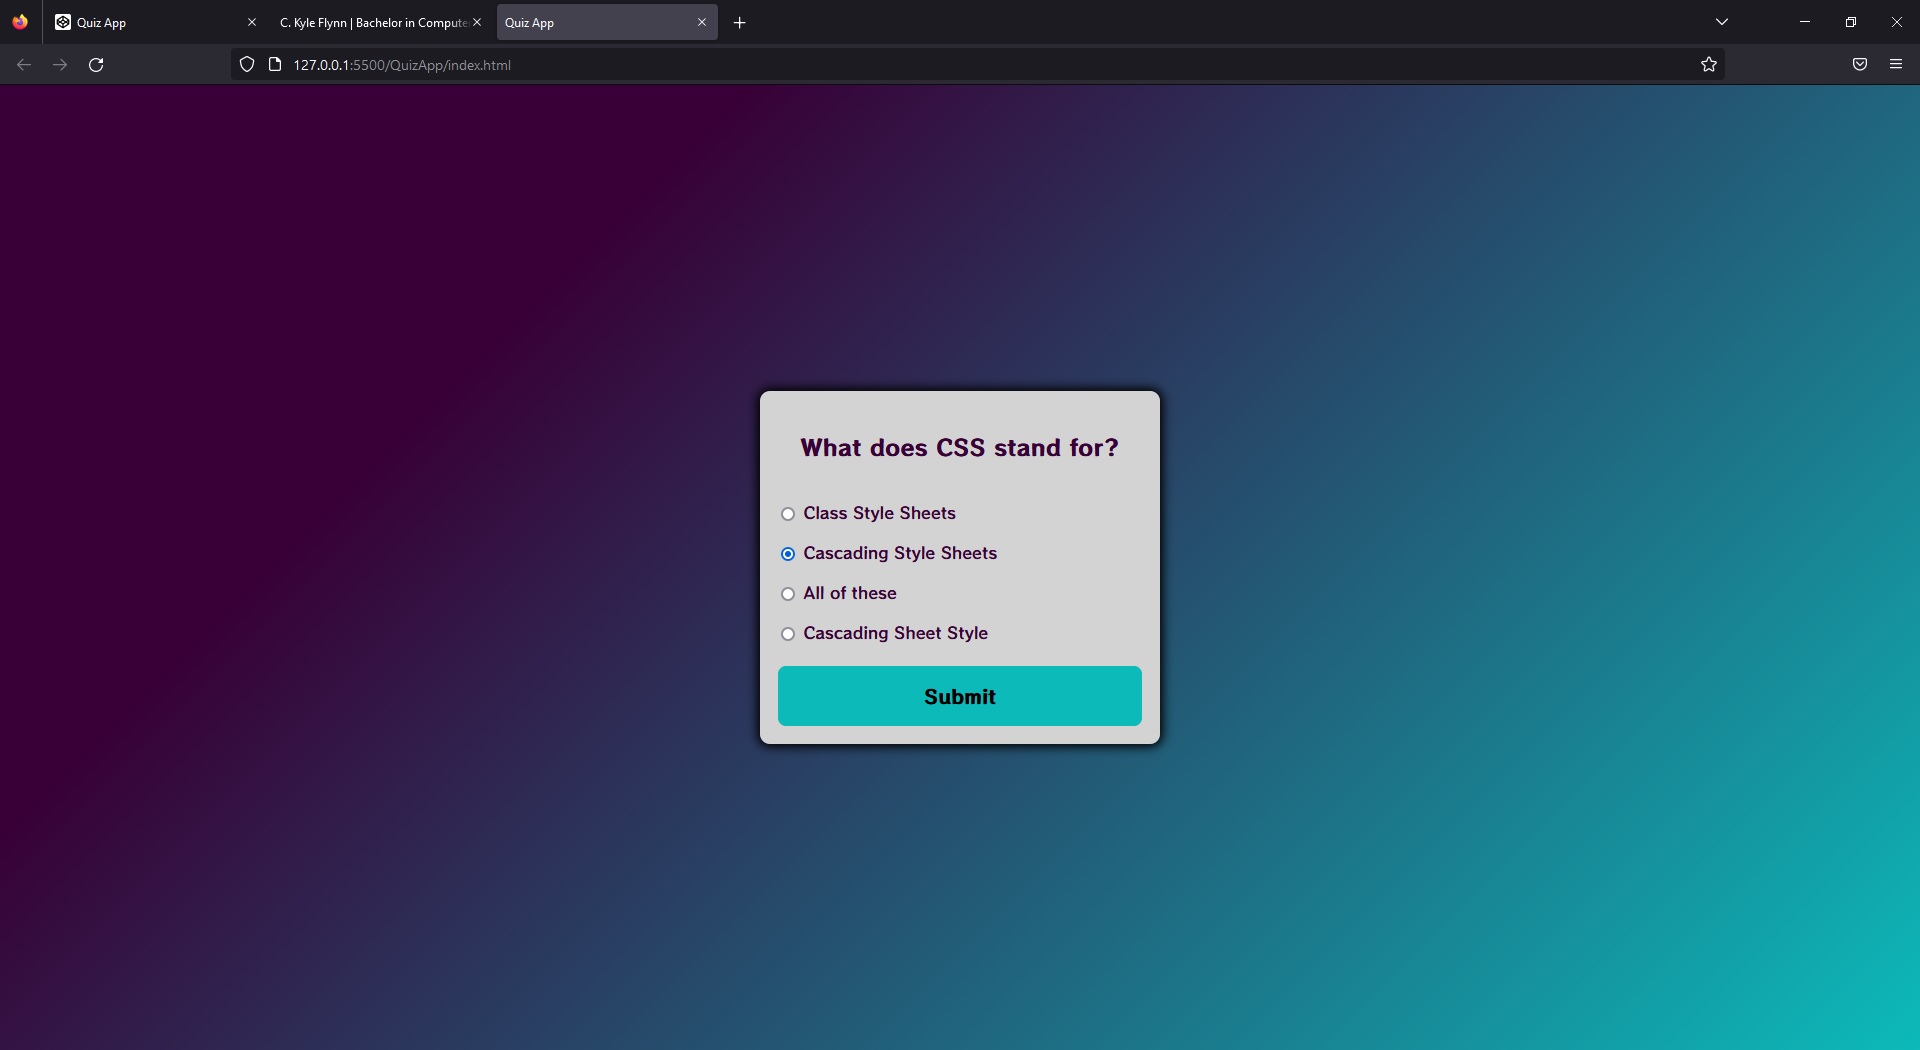 Quiz App
C. Kyle Flynn | Bachelor in Compute
Quiz App
127.0.0.1:5500/QuizApp/index.html
What does CSS stand for?
Class Style Sheets
Cascading Style Sheets
All of these
Cascading Sheet Style
Submit